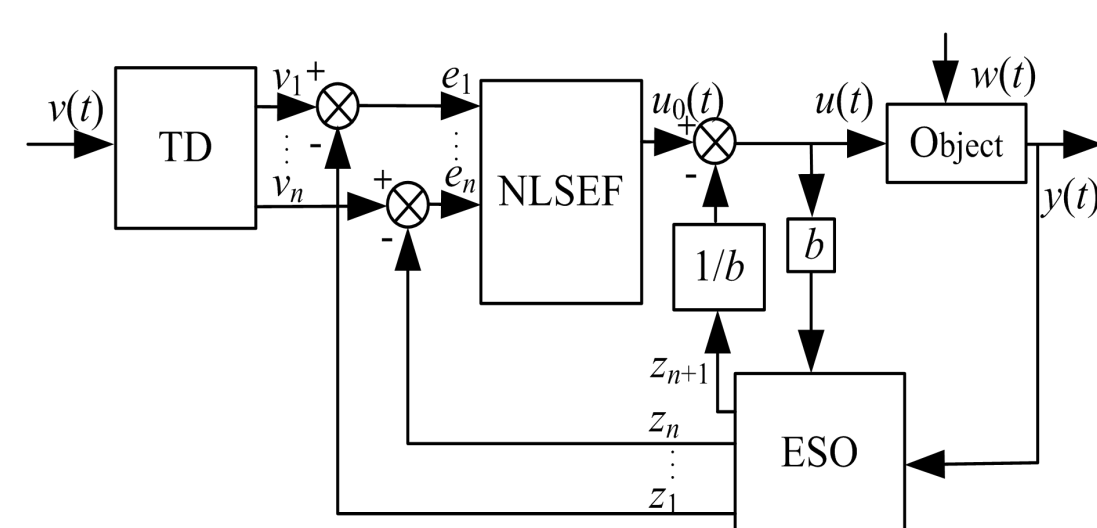 v(t)
TD
v₁
+
-
⋮
vₙ
+
-
e₁
⋮
eₙ
NLSEF
u₀(t)
+
-
u(t)
w(t)
Object
y(t)
1/b
b
zₙ₊₁
zₙ
⋮
z₁
ESO